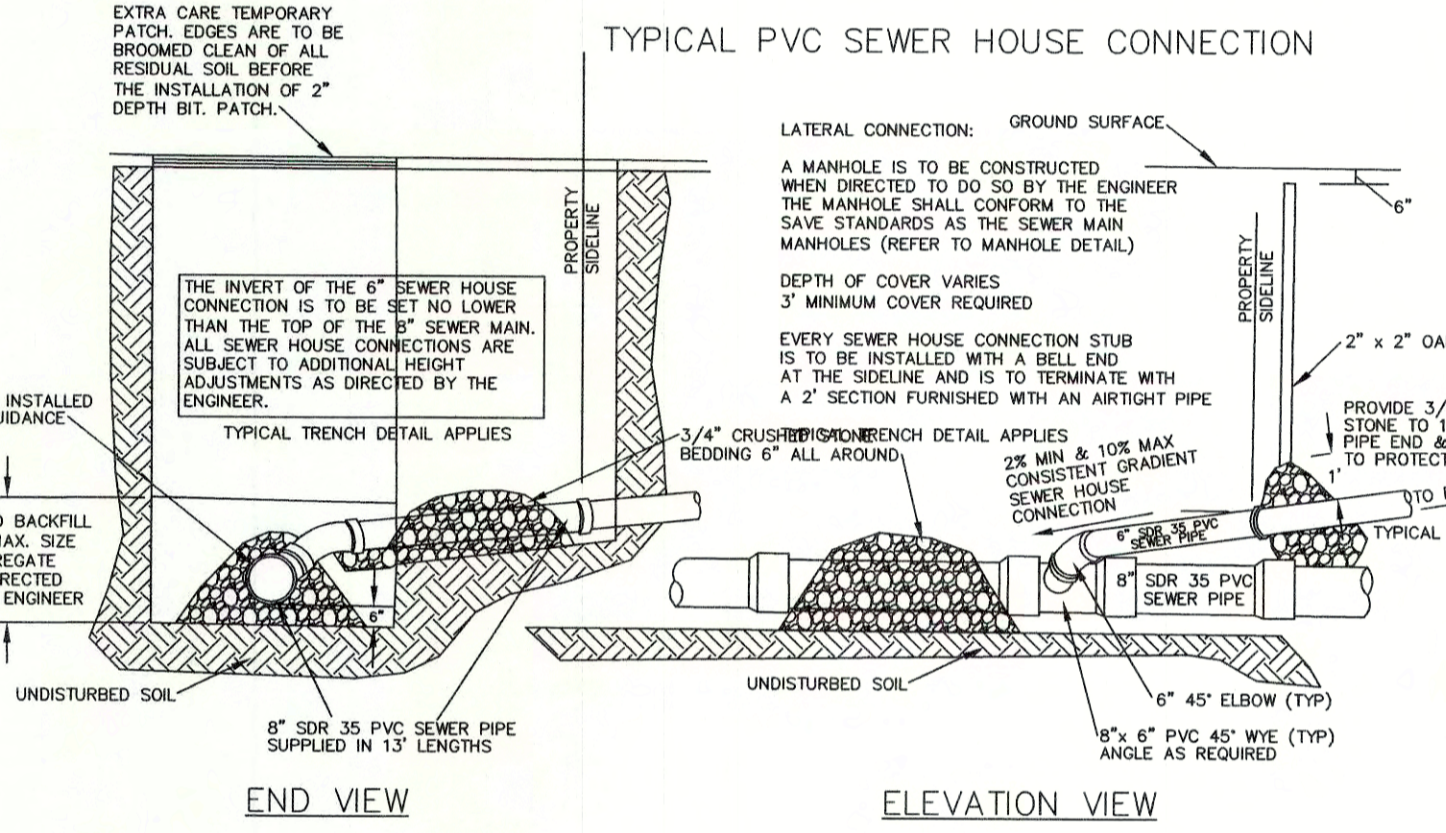 TYPICAL PVC SEWER HOUSE CONNECTION
EXTRA CARE TEMPORARY
PATCH. EDGES ARE TO BE
BROOMED CLEAN OF ALL
RESIDUAL SOIL BEFORE
THE INSTALLATION OF 2"
DEPTH BIT. PATCH.
PROPERTY
SIDELINE
THE INVERT OF THE 6" SEWER HOUSE
CONNECTION IS TO BE SET NO LOWER
THAN THE TOP OF THE 8" SEWER MAIN.
ALL SEWER HOUSE CONNECTIONS ARE
SUBJECT TO ADDITIONAL HEIGHT
ADJUSTMENTS AS DIRECTED BY THE
ENGINEER.
TYPICAL TRENCH DETAIL APPLIES
INSTALLED
BACKFILL
SIZE
ENGINEER
6"
UNDISTURBED SOIL
8" SDR 35 PVC SEWER PIPE
SUPPLIED IN 13' LENGTHS
END VIEW
3/4" CRUSHED STONE
BEDDING 6" ALL AROUND
LATERAL CONNECTION:
A MANHOLE IS TO BE CONSTRUCTED
WHEN DIRECTED TO DO SO BY THE ENGINEER
THE MANHOLE SHALL CONFORM TO THE
SAVE STANDARDS AS THE SEWER MAIN
MANHOLES (REFER TO MANHOLE DETAIL)
DEPTH OF COVER VARIES
3' MINIMUM COVER REQUIRED
EVERY SEWER HOUSE CONNECTION STUB
IS TO BE INSTALLED WITH A BELL END
AT THE SIDELINE AND IS TO TERMINATE WITH
A 2' SECTION FURNISHED WITH AN AIRTIGHT PIPE
TYPICAL TRENCH DETAIL APPLIES
GROUND SURFACE
6"
PROPERTY
SIDELINE
2" x 2"
PROVIDE
STONE TO
PIPE END &
TO PROTECT
1'
TO
TYPICAL
2% MIN & 10% MAX
CONSISTENT GRADIENT
SEWER HOUSE
CONNECTION
6" SDR 35 PVC
SEWER PIPE
8" SDR 35 PVC
SEWER PIPE
UNDISTURBED SOIL
6" 45° ELBOW (TYP)
8"x 6" PVC 45° WYE (TYP)
ANGLE AS REQUIRED
ELEVATION VIEW